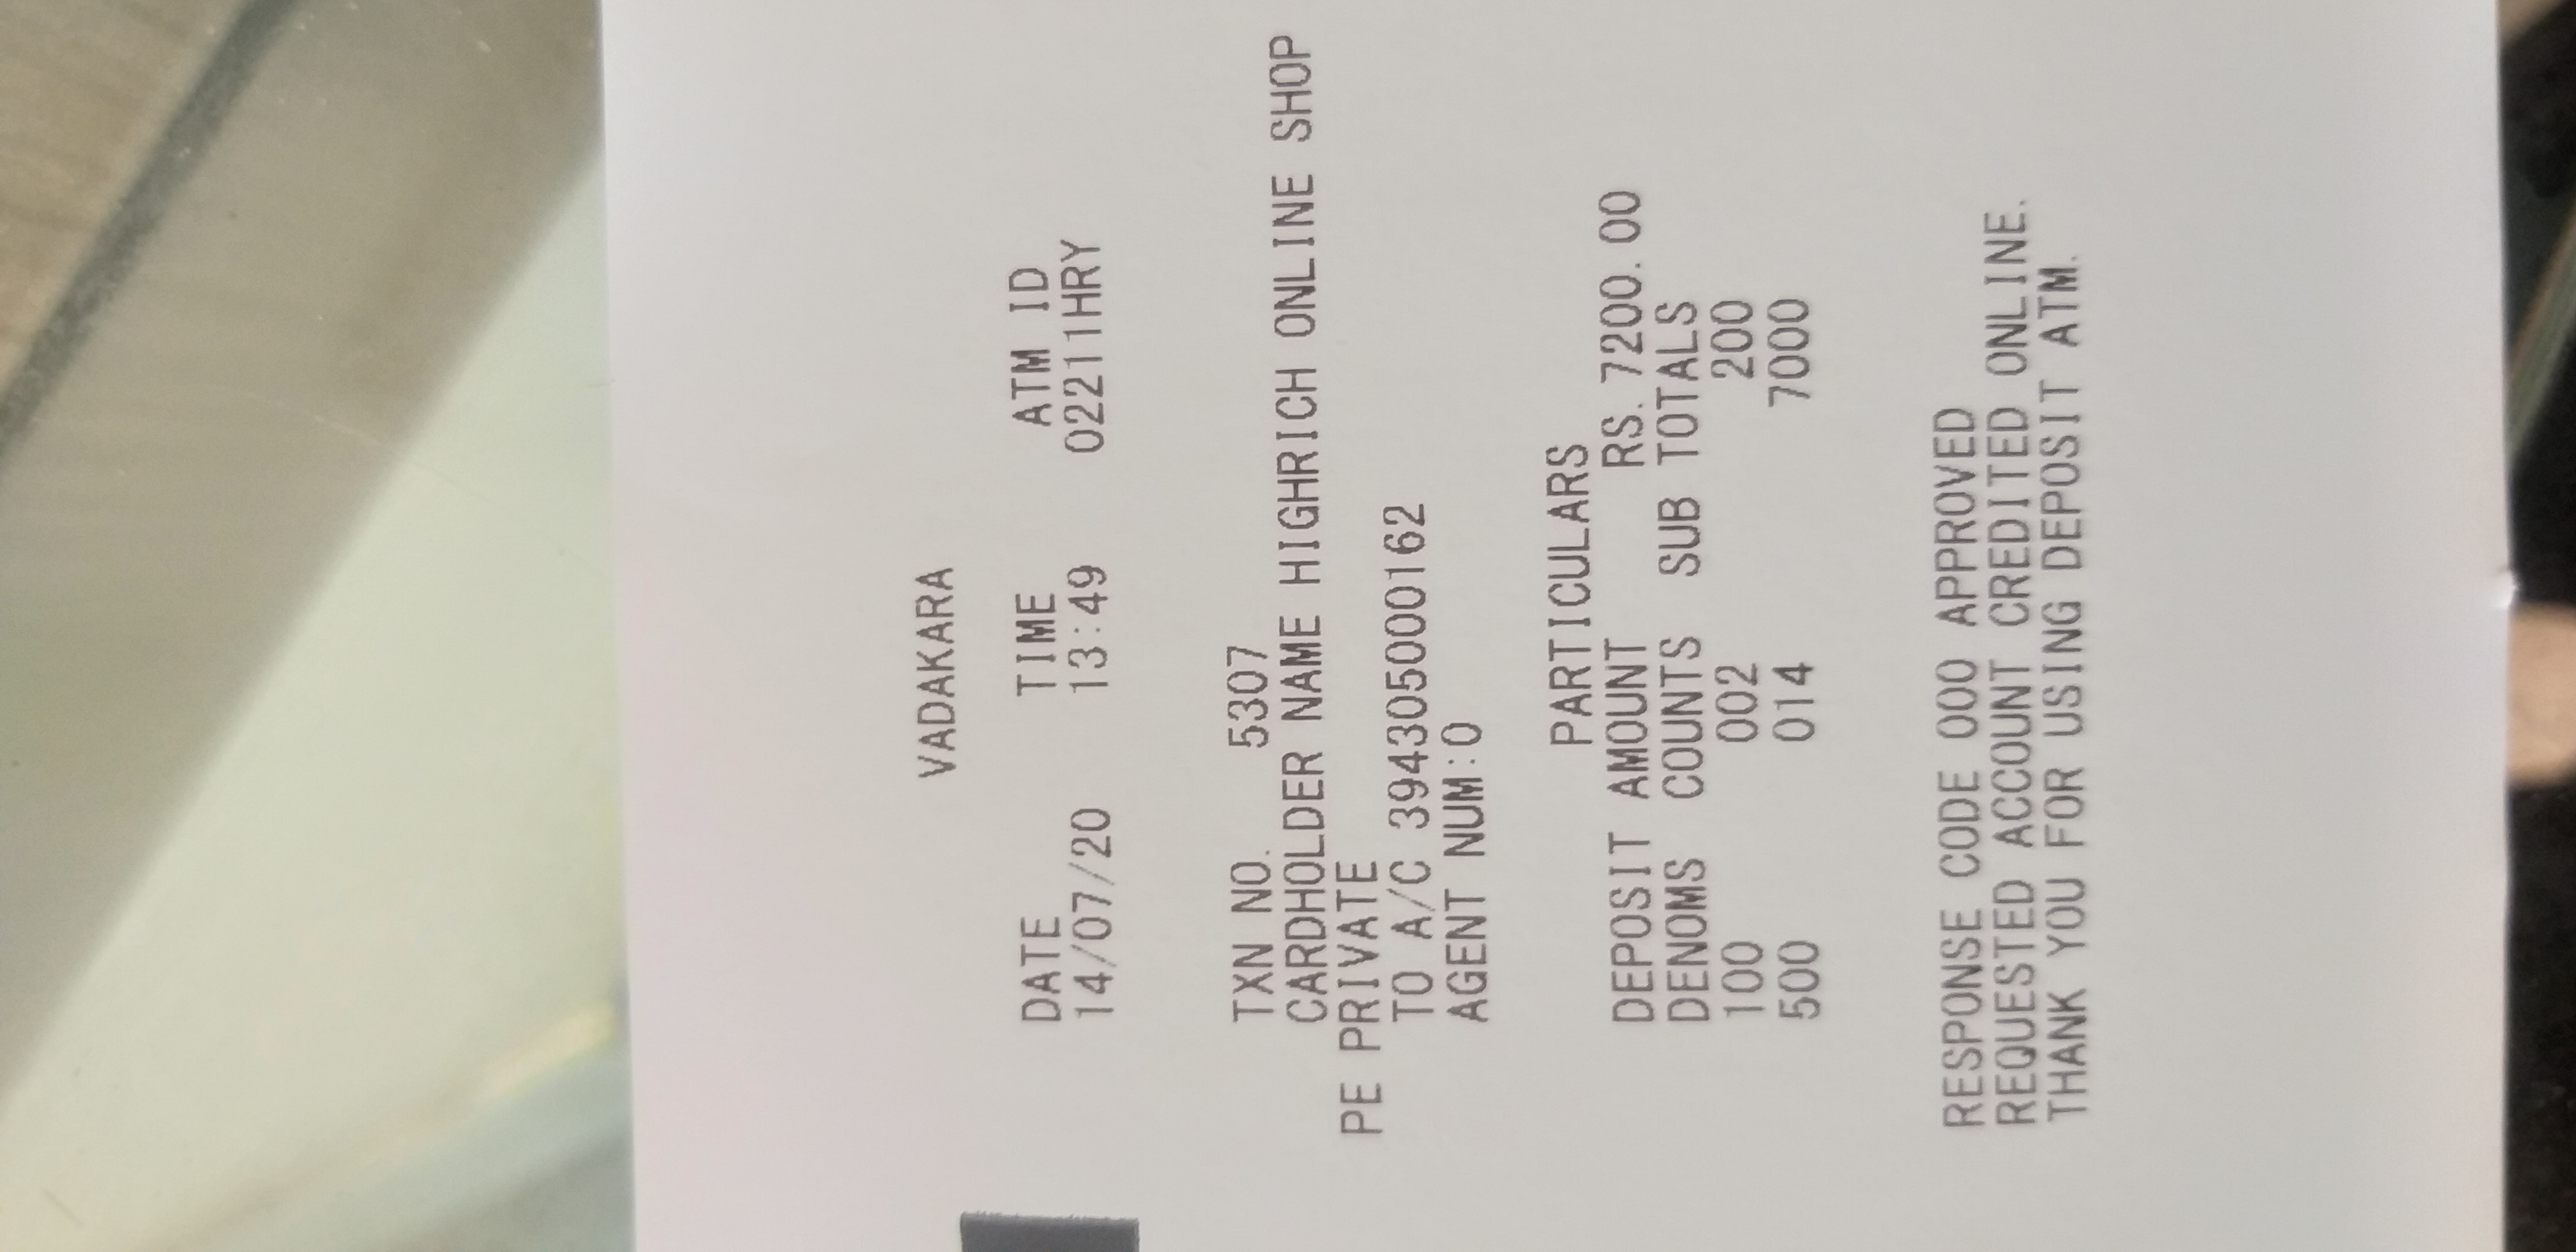 VADAKARA
DATE TIME ATM ID
14/07/20 13:49 02211HRY
TXN NO. 5307
CARDHOLDER NAME HIGHRICH ONLINE SHOP
PE PRIVATE
TO A/C 394305000162
AGENT NUM:0
PARTICULARS
DEPOSIT AMOUNT RS. 7200.00
DENOMS COUNTS SUB TOTALS
100 002 200
500 014 7000
RESPONSE CODE 000 APPROVED
REQUESTED ACCOUNT CREDITED ONLINE.
THANK YOU FOR USING DEPOSIT ATM.